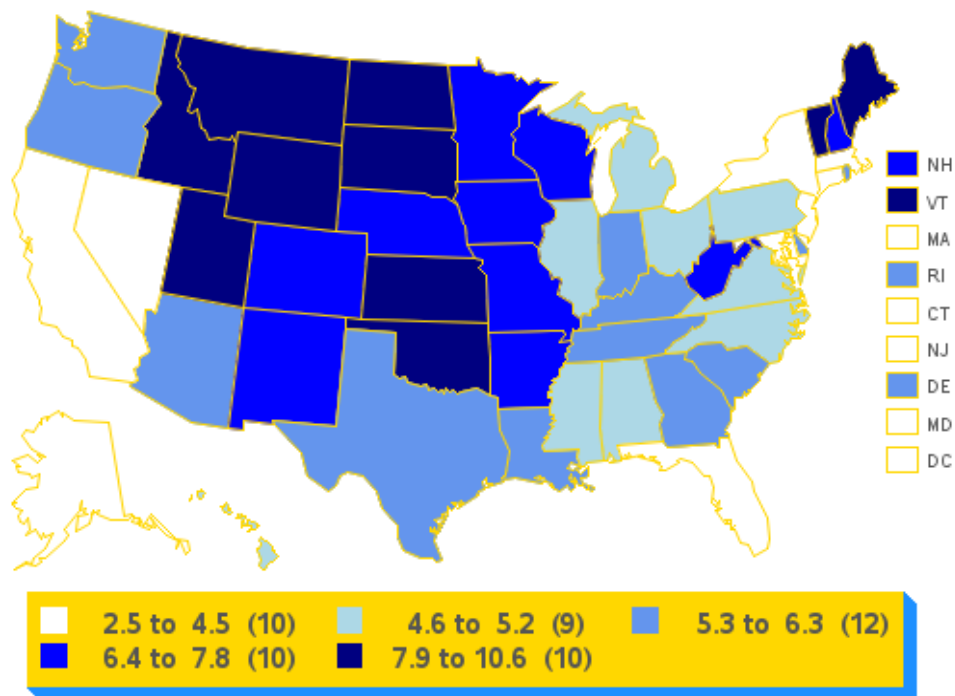 NH
VT
MA
RI
CT
NJ
DE
MD
DC
2.5 to 4.5 (10) 4.6 to 5.2 (9) 5.3 to 6.3 (12)
6.4 to 7.8 (10) 7.9 to 10.6 (10)